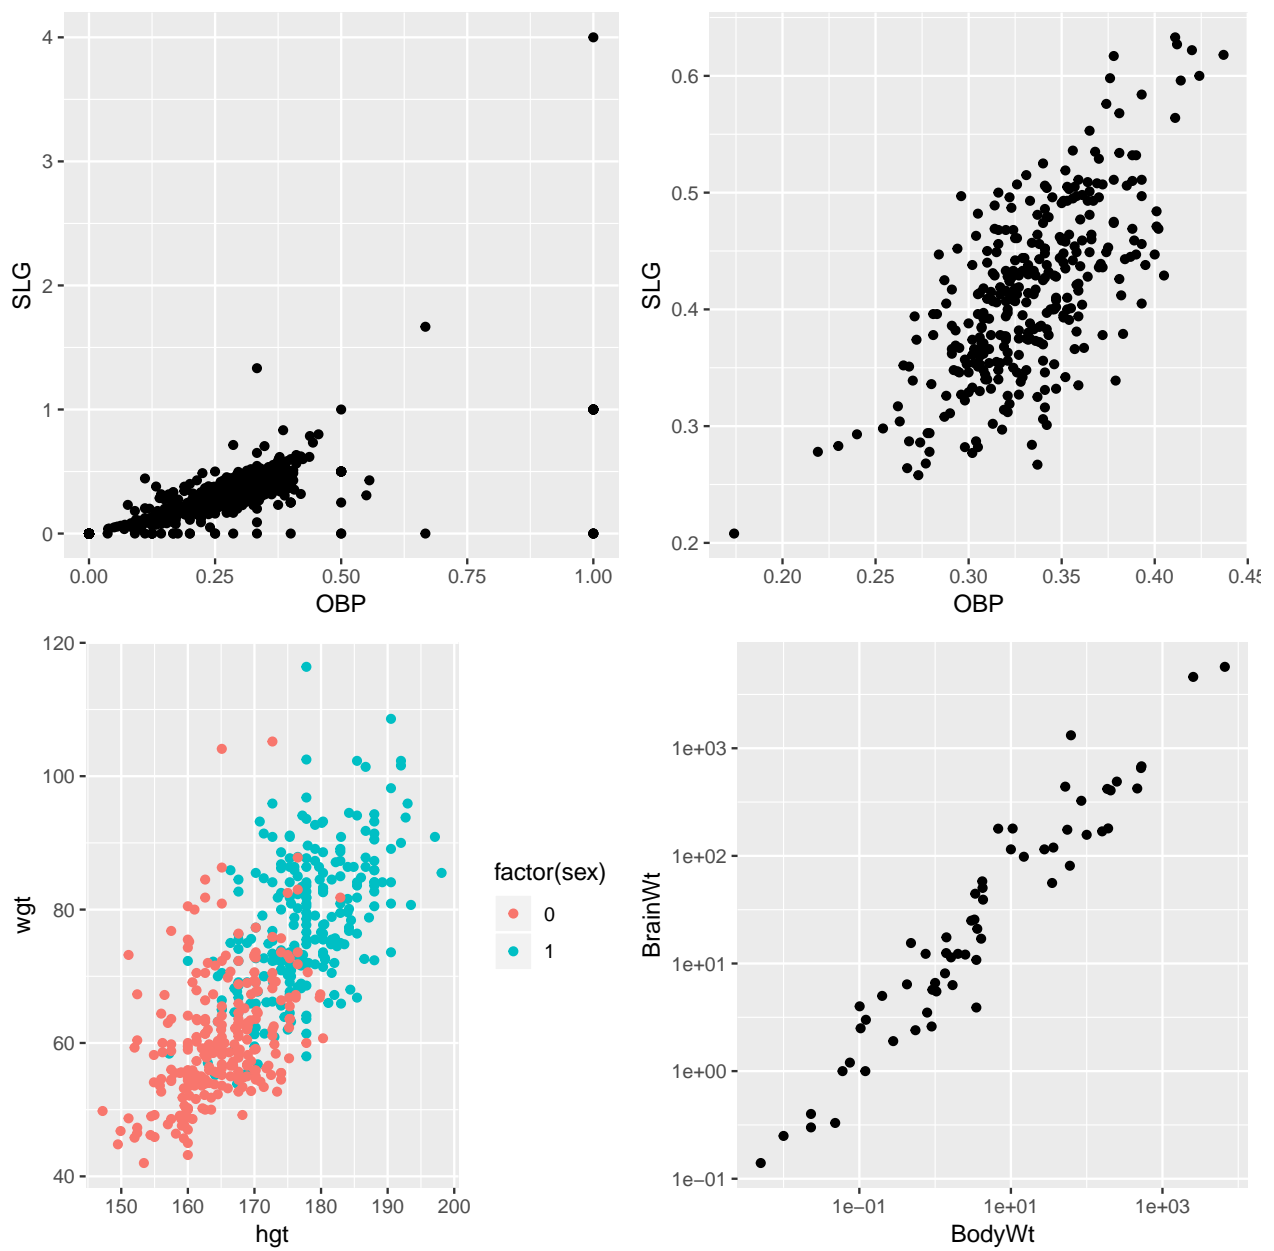 4
3
2
1
0
SLG
0.00 0.25 0.50 0.75 1.00
OBP
0.6
0.5
0.4
0.3
0.2
SLG
0.20 0.25 0.30 0.35 0.40 0.45
OBP
120
100
80
60
40
wgt
150 160 170 180 190 200
hgt
factor(sex)
0
1
1e+03
1e+02
1e+01
1e+00
1e−01
BrainWt
1e−01 1e+01 1e+03
BodyWt